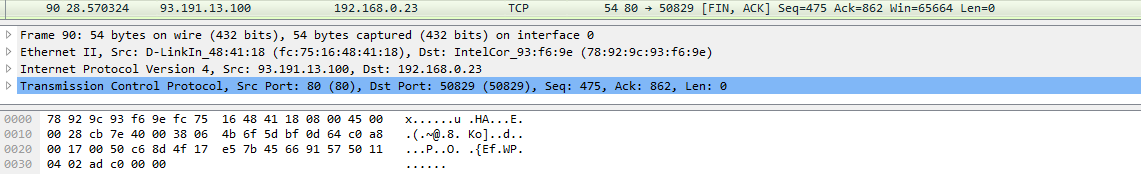 90 28.570324 93.191.13.100 192.168.0.23 TCP 54 80 → 50829 [FIN, ACK] Seq=475 Ack=862 Win=65664 Len=0
Frame 90: 54 bytes on wire (432 bits), 54 bytes captured (432 bits) on interface 0
Ethernet II, Src: D-LinkIn_48:41:18 (fc:75:16:48:41:18), Dst: IntelCor_93:f6:9e (78:92:9c:93:f6:9e)
Internet Protocol Version 4, Src: 93.191.13.100, Dst: 192.168.0.23
Transmission Control Protocol, Src Port: 80 (80), Dst Port: 50829 (50829), Seq: 475, Ack: 862, Len: 0
0000 78 92 9c 93 f6 9e fc 75 16 48 41 18 08 00 45 00 x......u .HA...E.
0010 00 28 cb 7e 40 00 38 06 4b 6f 5d bf 0d 64 c0 a8 .(.~@.8. Ko]..d..
0020 00 17 00 50 c6 8d 4f 17 e5 7b 45 66 91 57 50 11 ...P..O. .{Ef.WP.
0030 04 02 ad c0 00 00 ......